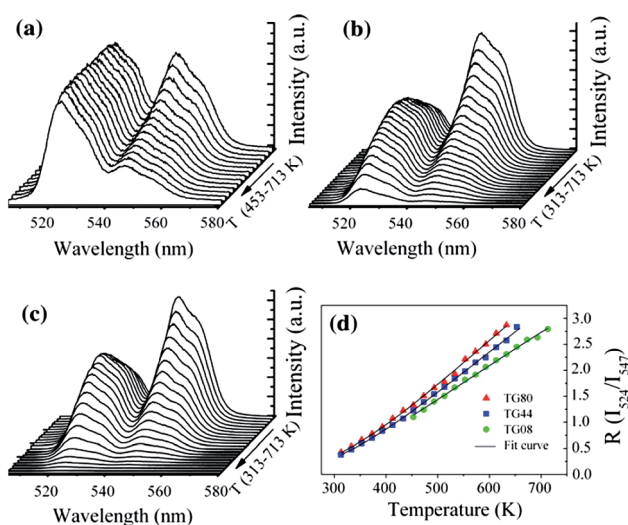 (a)
Intensity (a.u.)
T (453-713 K)
520 540 560 580
Wavelength (nm)
(b)
Intensity (a.u.)
T (313-713 K)
520 540 560 580
Wavelength (nm)
(c)
Intensity (a.u.)
T (313-713 K)
520 540 560 580
Wavelength (nm)
(d)
3.0
2.5
2.0
1.5
1.0
0.5
0.0
R (I524/I547)
TG80
TG44
TG08
Fit curve
300 400 500 600 700
Temperature (K)